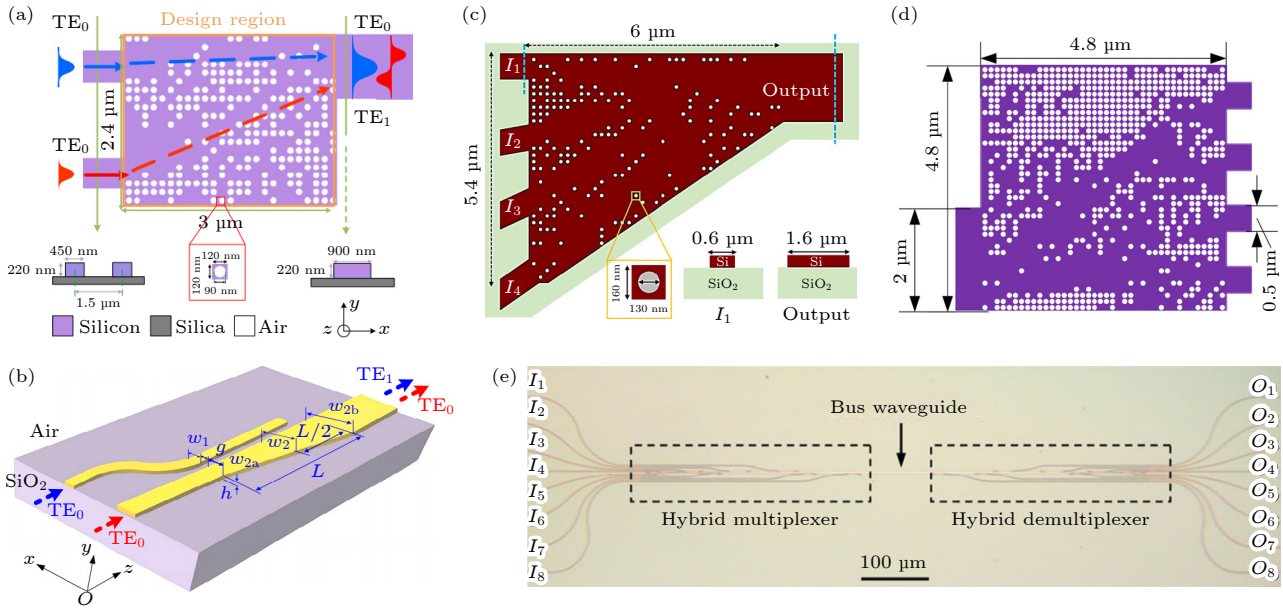 (a)
TE₀
Design region
TE₀
2.4 µm
TE₀
TE₁
3 µm
450 nm
220 nm
1.5 µm
120 nm
120 nm
90 nm
900 nm
220 nm
Silicon
Silica
Air
y
z
x
(b)
TE₁
TE₀
Air
w₁
g
w₂
L/2
w₂b
w₂a
L
h
SiO₂
TE₀
TE₀
x
y
z
O
(c)
6 µm
I₁
Output
I₂
5.4 µm
I₃
I₄
0.6 µm
1.6 µm
Si
Si
SiO₂
SiO₂
160 nm
130 nm
I₁
Output
(d)
4.8 µm
4.8 µm
2 µm
0.5 µm
(e)
I₁
I₂
I₃
I₄
I₅
I₆
I₇
I₈
Bus waveguide
Hybrid multiplexer
Hybrid demultiplexer
100 µm
O₁
O₂
O₃
O₄
O₅
O₆
O₇
O₈